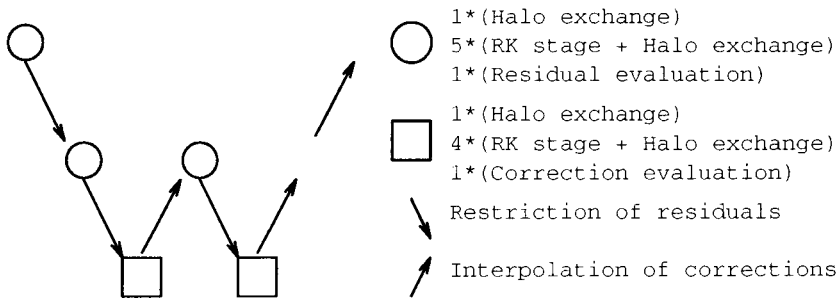 1*(Halo exchange)
5*(RK stage + Halo exchange)
1*(Residual evaluation)
1*(Halo exchange)
4*(RK stage + Halo exchange)
1*(Correction evaluation)
Restriction of residuals
Interpolation of corrections